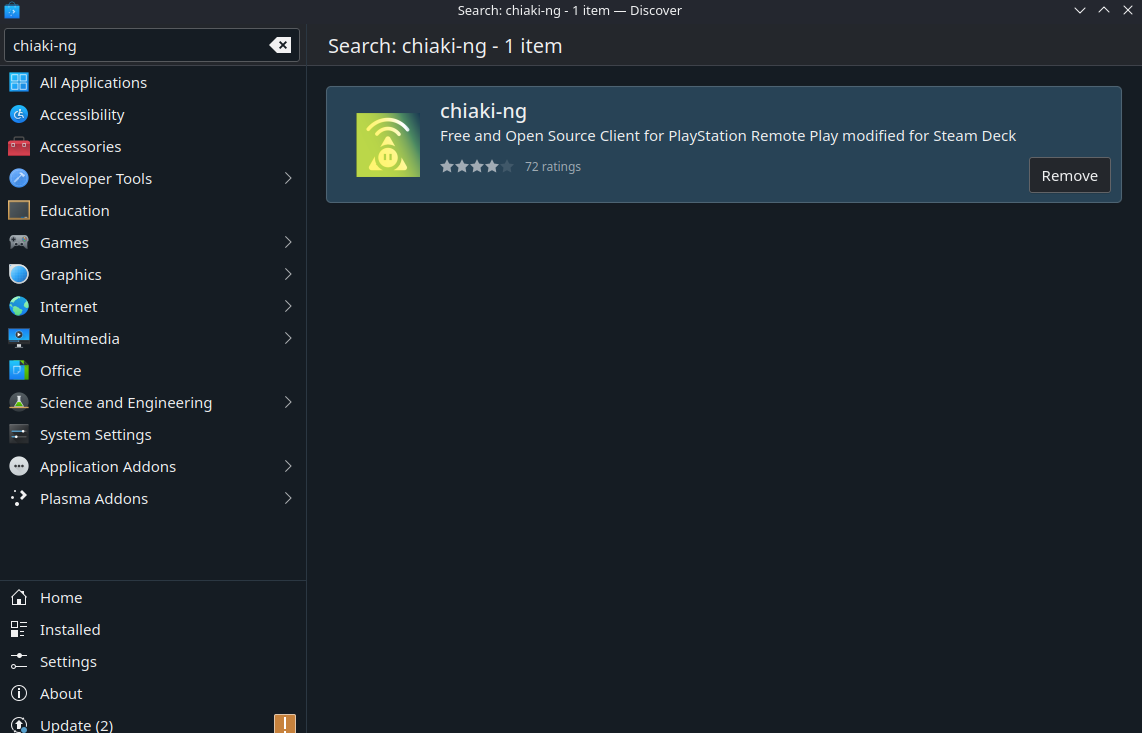 Search: chiaki-ng - 1 item — Discover
chiaki-ng
Search: chiaki-ng - 1 item
All Applications
Accessibility
Accessories
Developer Tools
Education
Games
Graphics
Internet
Multimedia
Office
Science and Engineering
System Settings
Application Addons
Plasma Addons
Home
Installed
Settings
About
Update (2)
chiaki-ng
Free and Open Source Client for PlayStation Remote Play modified for Steam Deck
72 ratings
Remove